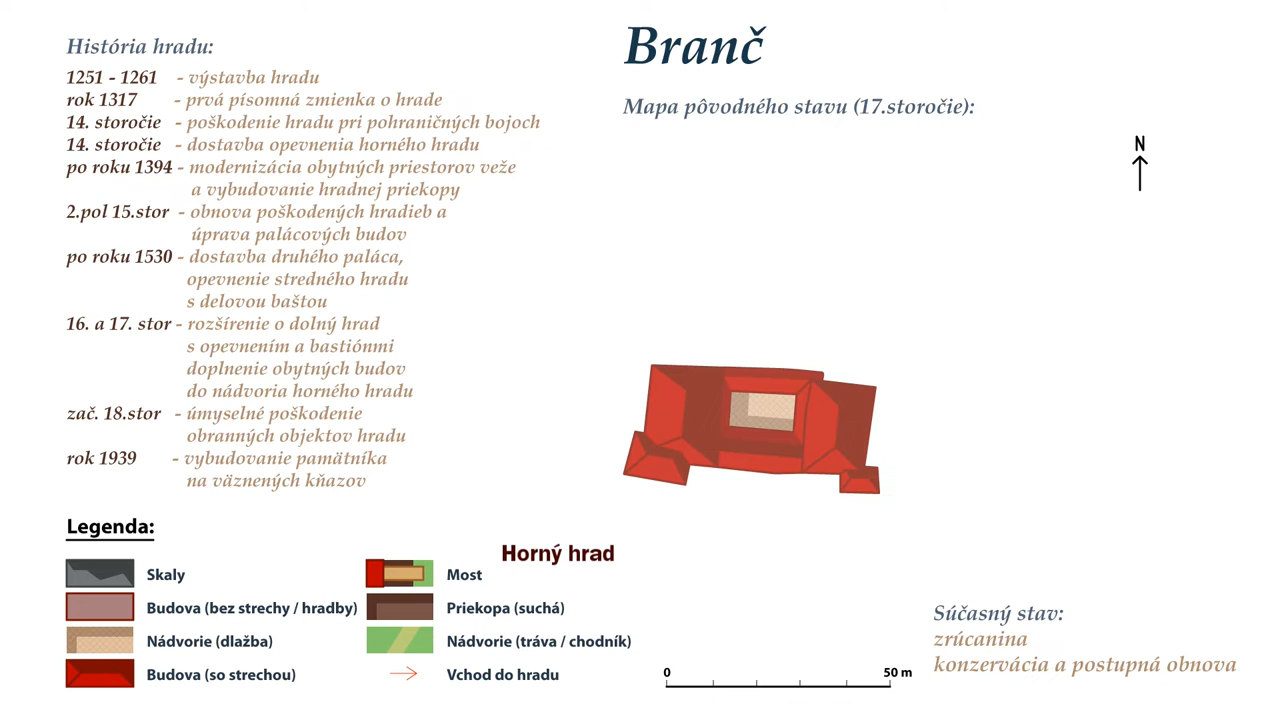 História hradu:
1251 - 1261 - výstavba hradu
rok 1317 - prvá písomná zmienka o hrade
14. storočie - poškodenie hradu pri pohraničných bojoch
14. storočie - dostavba opevnenia horného hradu
po roku 1394 - modernizácia obytných priestorov veže
a vybudovanie hradnej priekopy
2.pol 15.stor - obnova poškodených hradieb a
úprava palácových budov
po roku 1530 - dostavba druhého paláca,
opevnenie stredného hradu
s delovou baštou
16. a 17. stor - rozšírenie o dolný hrad
s opevnením a bastiónmi
doplnenie obytných budov
do nádvoria horného hradu
zač. 18.stor - úmyselné poškodenie
obranných objektov hradu
rok 1939 - vybudovanie pamätníka
na väznených kňazov
Branč
Mapa pôvodného stavu (17.storočie):
N
Legenda:
Horný hrad
Skaly
Budova (bez strechy / hradby)
Nádvorie (dlažba)
Budova (so strechou)
Most
Priekopa (suchá)
Nádvorie (tráva / chodník)
Vchod do hradu
0 50 m
Súčasný stav:
zrúcanina
konzervácia a postupná obnova